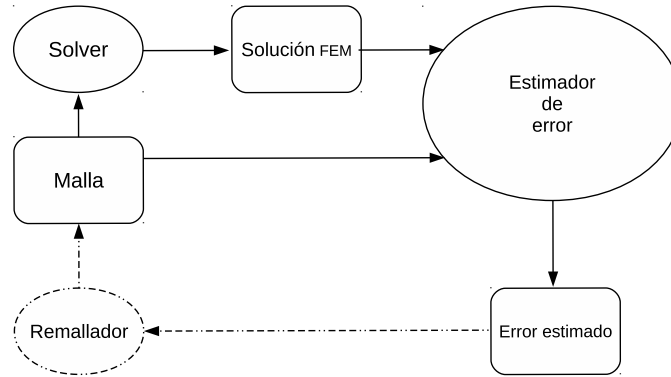 Solver
Solución FEM
Estimador
de
error
Malla
Remallador
Error estimado